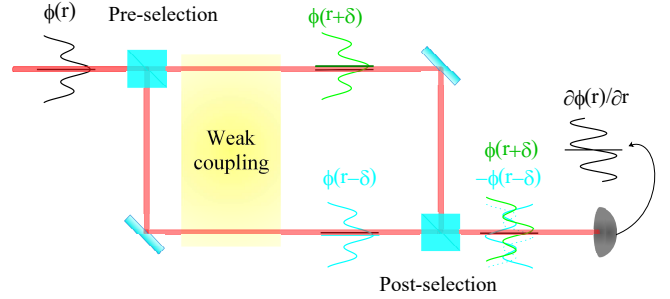 Pre-selection
ϕ(r)
ϕ(r+δ)
∂ϕ(r)/∂r
Weak
coupling
ϕ(r+δ)
ϕ(r−δ)
−ϕ(r−δ)
Post-selection